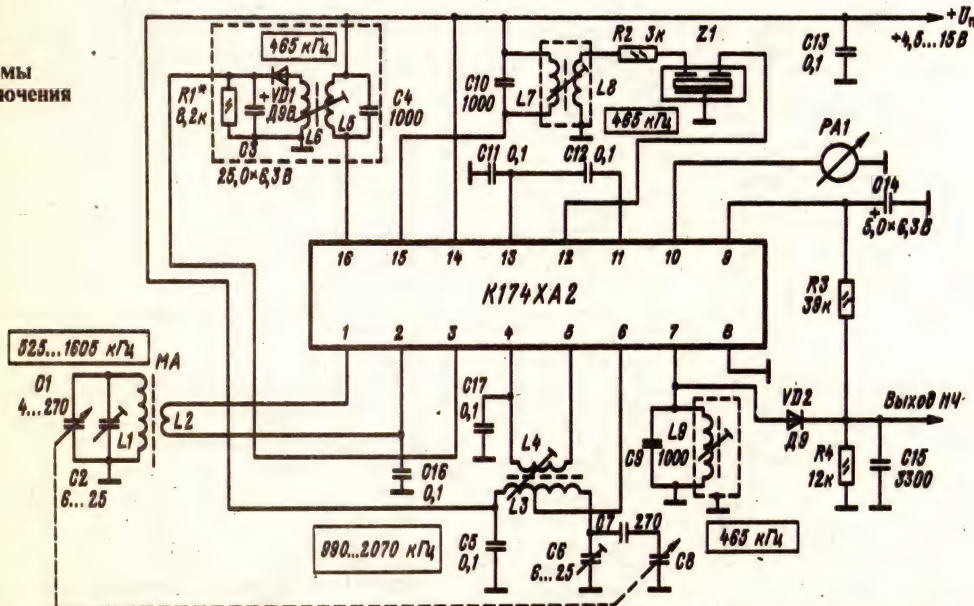 мы
ючения
+Uп
+4,5...15 В
465 кГц
R1*
8,2к
+
VD1
Д9В
L6
L5
C4
1000
C3
25,0×6,3 В
C10
1000
L7
L8
R2 3к
Z1
465 кГц
C13
0,1
C11 0,1
C12 0,1
PA1
C14
+
5,0×6,3 В
16 15 14 13 12 11 10 9
К174ХА2
1 2 3 4 5 6 7 8
R3
39к
525...1605 кГц
MA
C1
4...270
L1
L2
C2
6...25
C16
0,1
C17
0,1
L4
L3
C9
1000
L9
VD2
Д9
Выход НЧ
R4
12к
C15
3300
990...2070 кГц
C5
0,1
C6
6...25
C7 270
C8
465 кГц